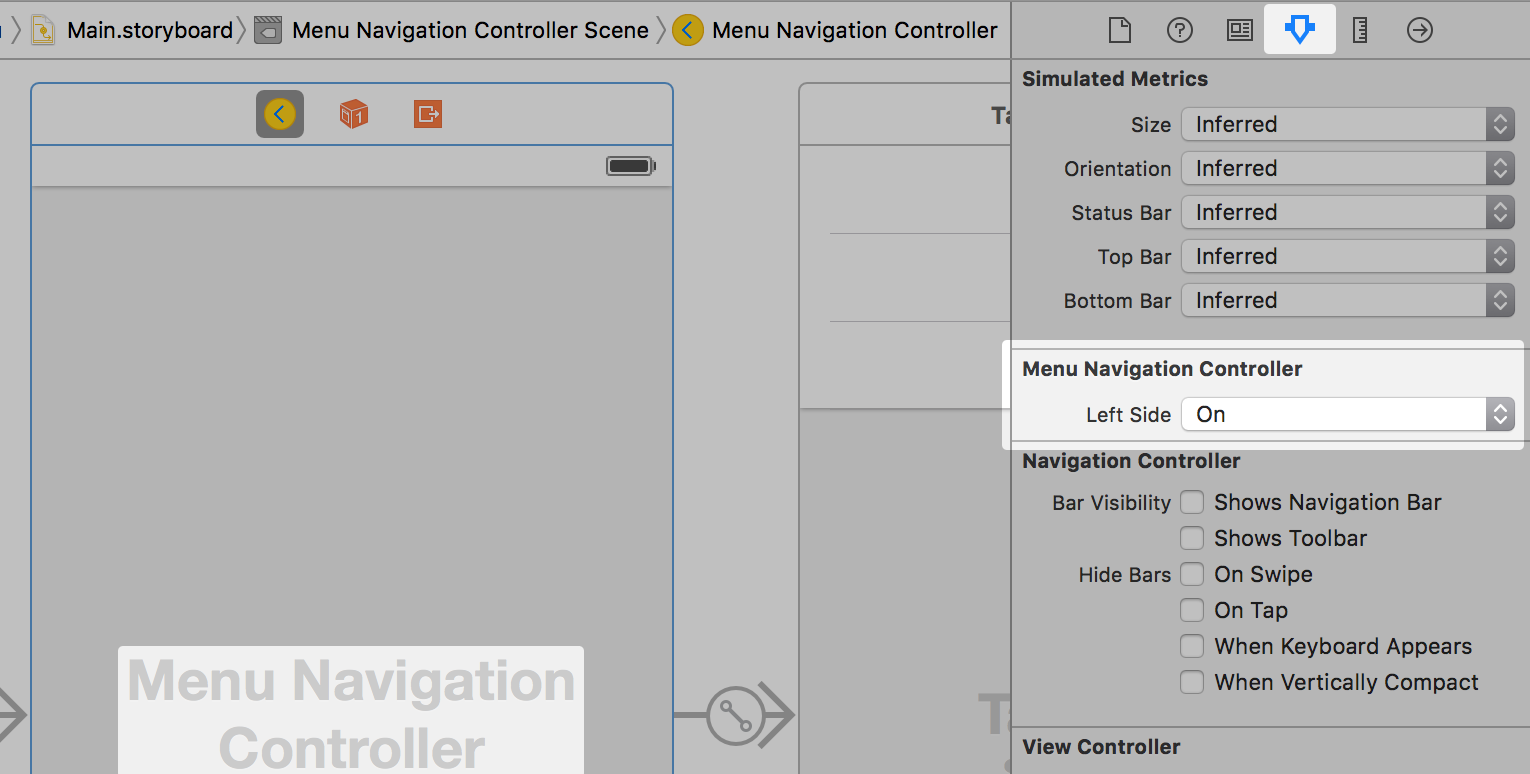 Main.storyboard Menu Navigation Controller Scene Menu Navigation Controller
Simulated Metrics
Size Inferred
Orientation Inferred
Status Bar Inferred
Top Bar Inferred
Bottom Bar Inferred
Menu Navigation Controller
Left Side On
Navigation Controller
Bar Visibility Shows Navigation Bar
Shows Toolbar
Hide Bars On Swipe
On Tap
When Keyboard Appears
When Vertically Compact
View Controller
Menu Navigation
Controller